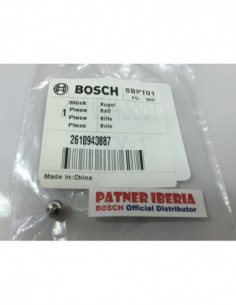 BOSCH
SBPT01
Stück Kugel
1 Piece Ball
Pièce Bille
Pieza Bola
2610943887
Made in: China
PATNER IBERIA
BOSCH Official Distributor